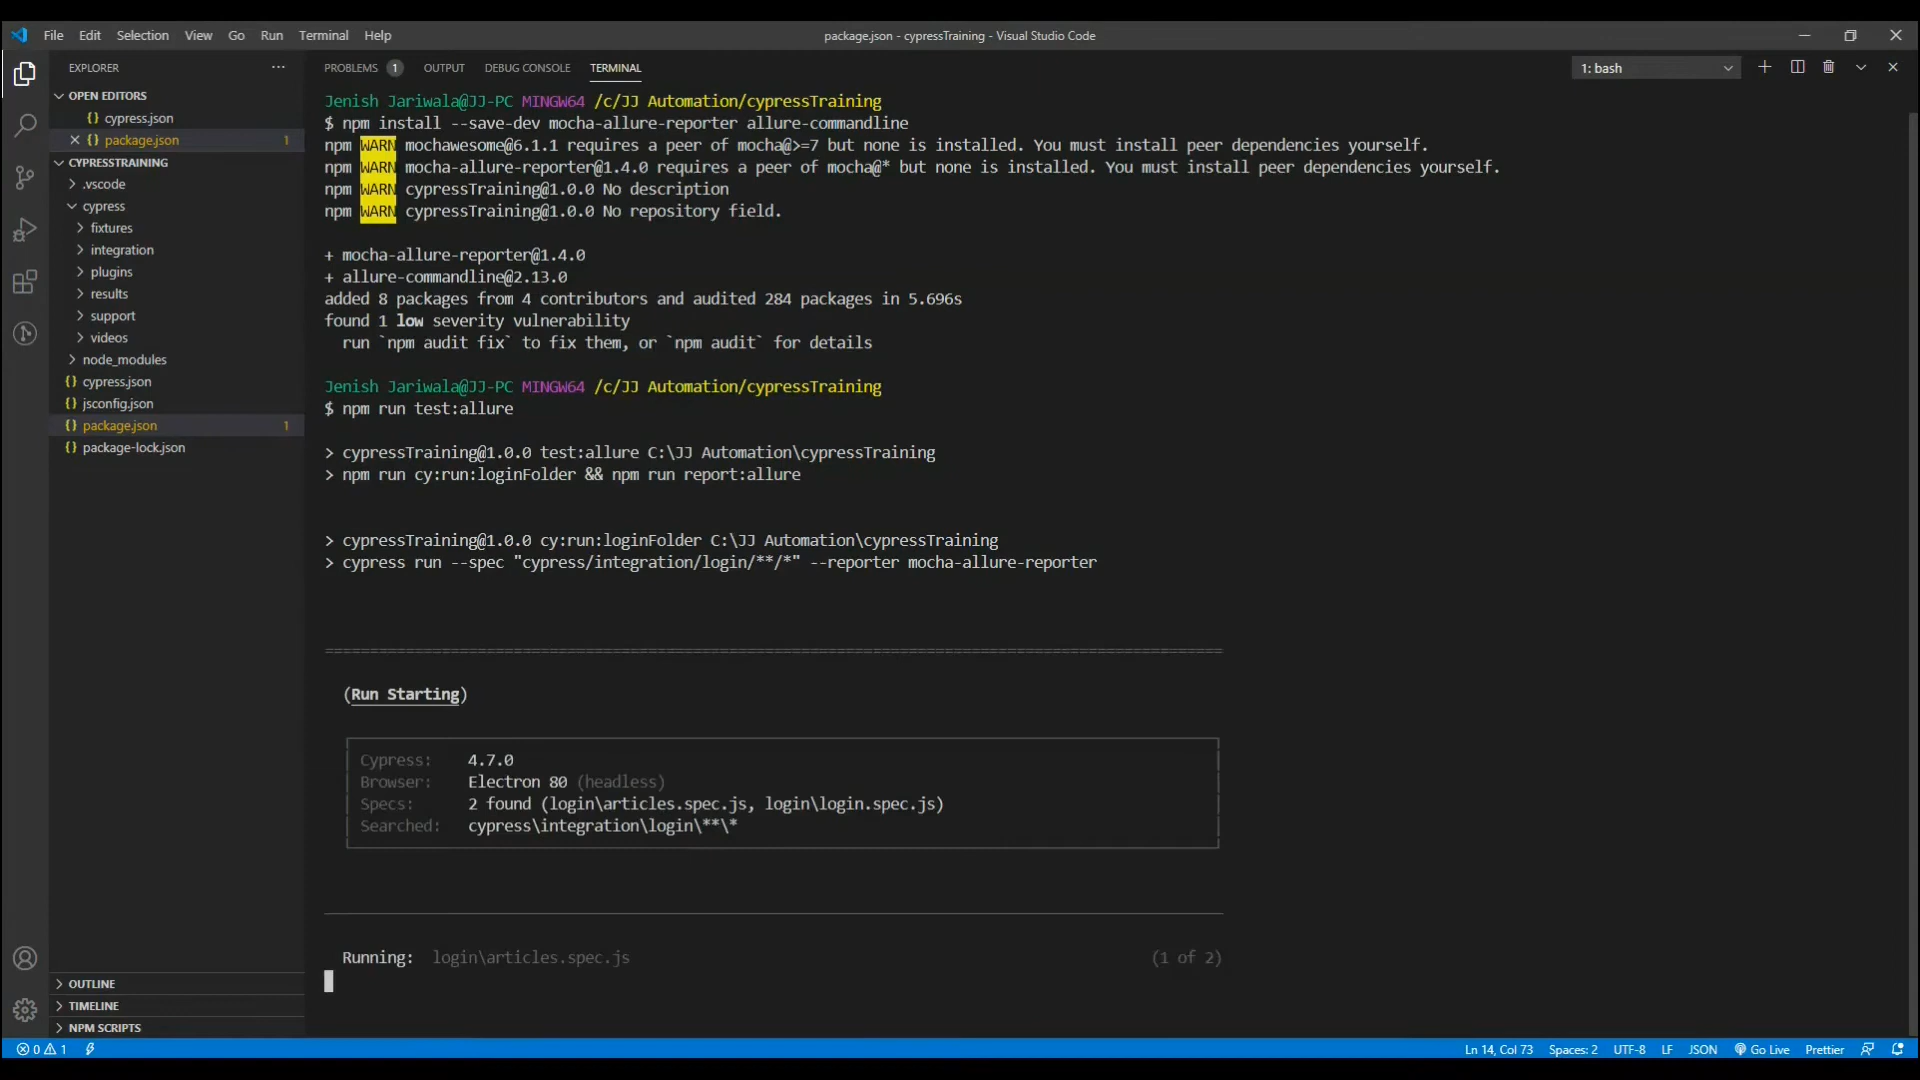 File Edit Selection View Go Run Terminal Help
package.json - cypressTraining - Visual Studio Code
EXPLORER
OPEN EDITORS
cypress.json
package.json 1
CYPRESSTRAINING
.vscode
cypress
fixtures
integration
plugins
results
support
videos
node_modules
cypress.json
jsconfig.json
package.json 1
package-lock.json
OUTLINE
TIMELINE
NPM SCRIPTS
PROBLEMS 1 OUTPUT DEBUG CONSOLE TERMINAL
1: bash
Jenish Jariwala@JJ-PC MINGW64 /c/JJ Automation/cypressTraining
$ npm install --save-dev mocha-allure-reporter allure-commandline
npm WARN mochawesome@6.1.1 requires a peer of mocha@>=7 but none is installed. You must install peer dependencies yourself.
npm WARN mocha-allure-reporter@1.4.0 requires a peer of mocha@* but none is installed. You must install peer dependencies yourself.
npm WARN cypressTraining@1.0.0 No description
npm WARN cypressTraining@1.0.0 No repository field.
+ mocha-allure-reporter@1.4.0
+ allure-commandline@2.13.0
added 8 packages from 4 contributors and audited 284 packages in 5.696s
found 1 low severity vulnerability
run `npm audit fix` to fix them, or `npm audit` for details
Jenish Jariwala@JJ-PC MINGW64 /c/JJ Automation/cypressTraining
$ npm run test:allure
> cypressTraining@1.0.0 test:allure C:\JJ Automation\cypressTraining
> npm run cy:run:loginFolder && npm run report:allure
> cypressTraining@1.0.0 cy:run:loginFolder C:\JJ Automation\cypressTraining
> cypress run --spec "cypress/integration/login/**/*" --reporter mocha-allure-reporter
(Run Starting)
Cypress: 4.7.0
Browser: Electron 80 (headless)
Specs: 2 found (login\articles.spec.js, login\login.spec.js)
Searched: cypress\integration\login\**\*
Running: login\articles.spec.js (1 of 2)
0 1
Ln 14, Col 73 Spaces: 2 UTF-8 LF JSON Go Live Prettier